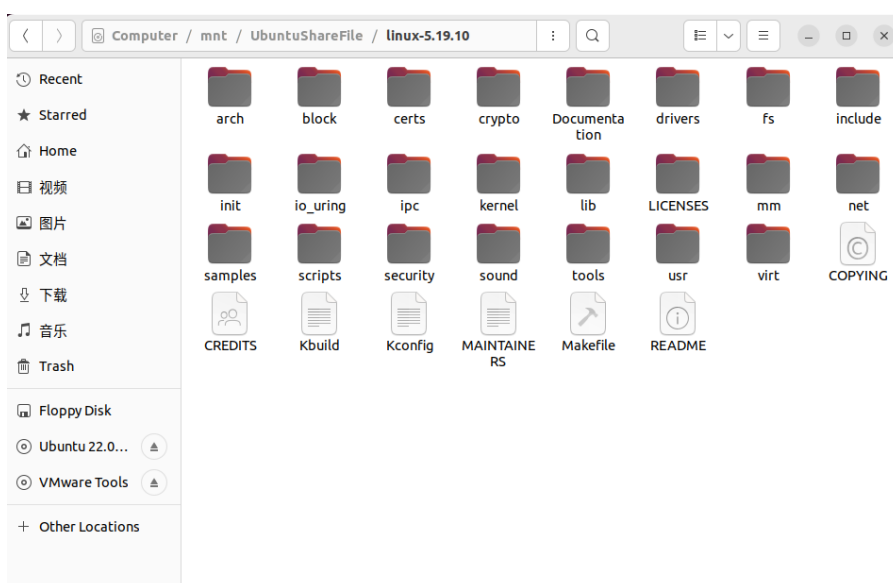 Computer / mnt / UbuntuShareFile / linux-5.19.10
Recent
Starred
Home
视频
图片
文档
下载
音乐
Trash
Floppy Disk
Ubuntu 22.0...
VMware Tools
+ Other Locations
arch block certs crypto Documenta drivers fs include
tion
init io_uring ipc kernel lib LICENSES mm net
samples scripts security sound tools usr virt COPYING
CREDITS Kbuild Kconfig MAINTAINE Makefile README
RS